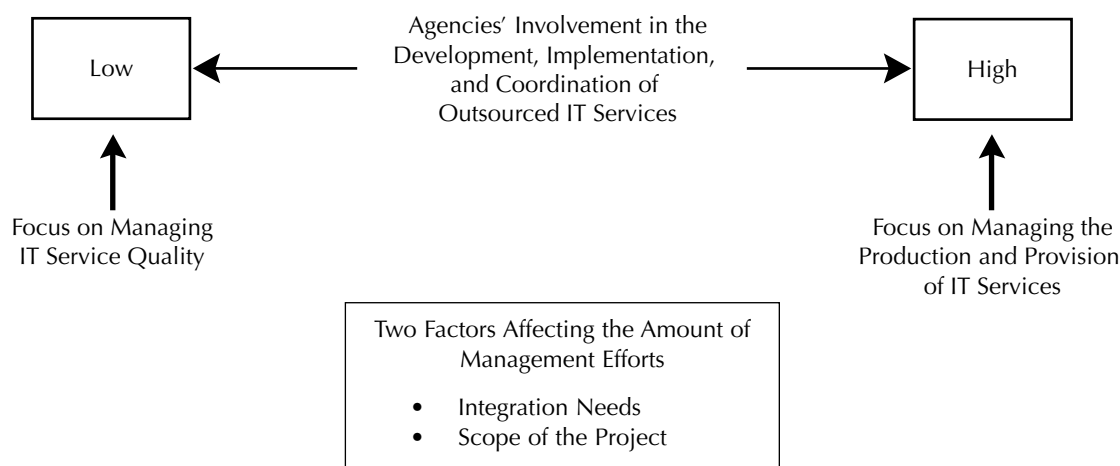 Low
Agencies’ Involvement in the
Development, Implementation,
and Coordination of
Outsourced IT Services
High
Focus on Managing
IT Service Quality
Focus on Managing the
Production and Provision
of IT Services
Two Factors Affecting the Amount of
Management Efforts
• Integration Needs
• Scope of the Project